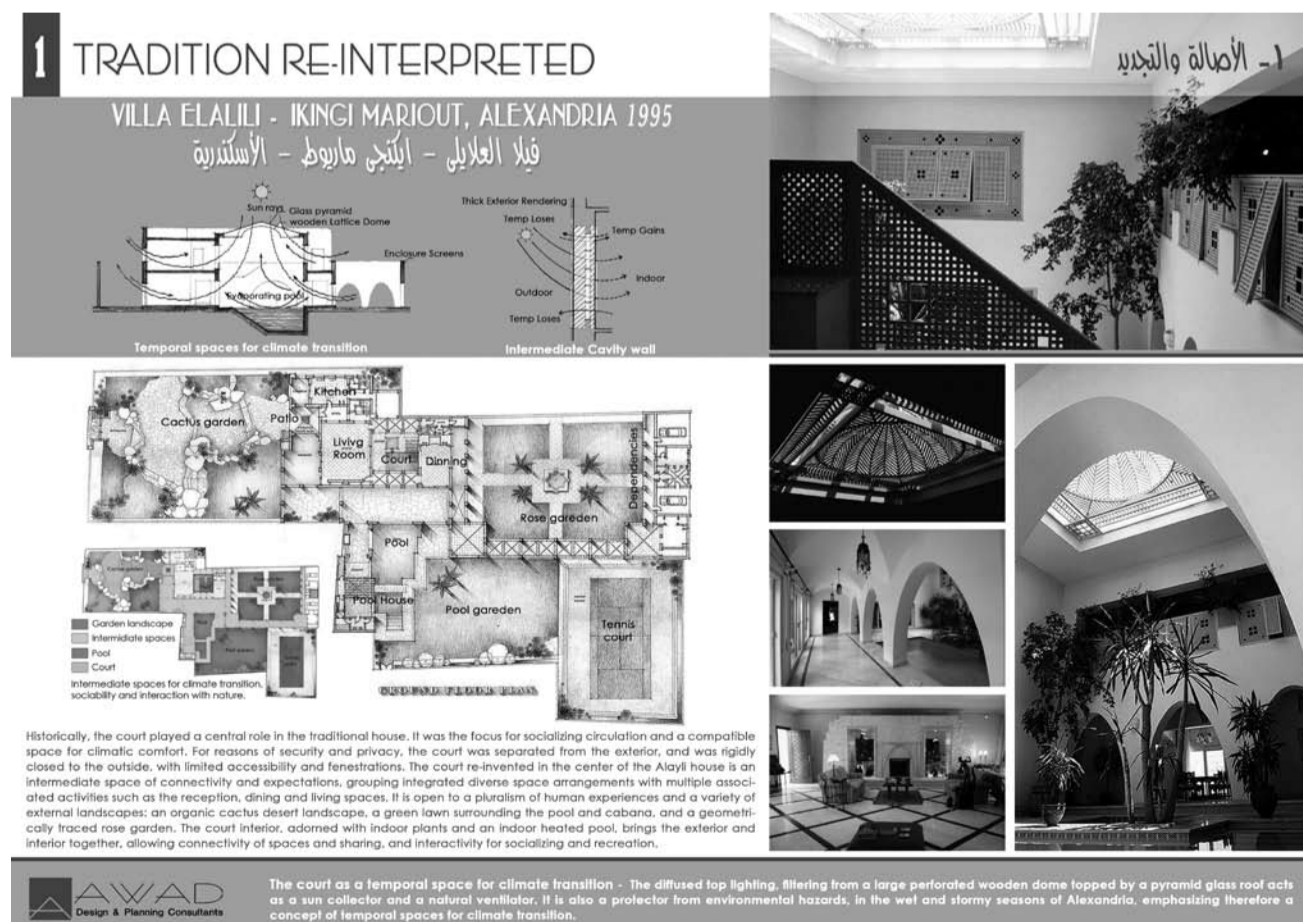 1 TRADITION RE-INTERPRETED
١- الأصالة والتجديد
VILLA ELALILI - IKINGI MARIOUT, ALEXANDRIA 1995
فيلا العلايلى - ايكنجى ماريوط - الأسكندرية
Sun rays
Glass pyramid
wooden Lattice Dome
Enclosure Screens
Evaporating pool
Temporal spaces for climate transition
Thick Exterior Rendering
Temp Loses
Temp Gains
Indoor
Outdoor
Temp Loses
Intermediate Cavity wall
Kitchen
Cactus garden
Patio
Living Room
Court
Dinning
Dependencies
Rose gareden
Pool
Pool House
Pool gareden
Tennis court
Garden landscape
Intermidiate spaces
Pool
Court
Intermediate spaces for climate transition,
sociability and interaction with nature.
GROUND FLOOR PLAN
Historically, the court played a central role in the traditional house. It was the focus for socializing circulation and a compatible
space for climatic comfort. For reasons of security and privacy, the court was separated from the exterior, and was rigidly
closed to the outside, with limited accessibility and fenestrations. The court re-invented in the center of the Alayli house is an
intermediate space of connectivity and expectations, grouping integrated diverse space arrangements with multiple associ-
ated activities such as the reception, dining and living spaces. It is open to a pluralism of human experiences and a variety of
external landscapes: an organic cactus desert landscape, a green lawn surrounding the pool and cabana, and a geometri-
cally traced rose garden. The court interior, adorned with indoor plants and an indoor heated pool, brings the exterior and
interior together, allowing connectivity of spaces and sharing, and interactivity for socializing and recreation.
AWAD
Design & Planning Consultants
The court as a temporal space for climate transition - The diffused top lighting, filtering from a large perforated wooden dome topped by a pyramid glass roof acts
as a sun collector and a natural ventilator. It is also a protector from environmental hazards, in the wet and stormy seasons of Alexandria, emphasizing therefore a
concept of temporal spaces for climate transition.